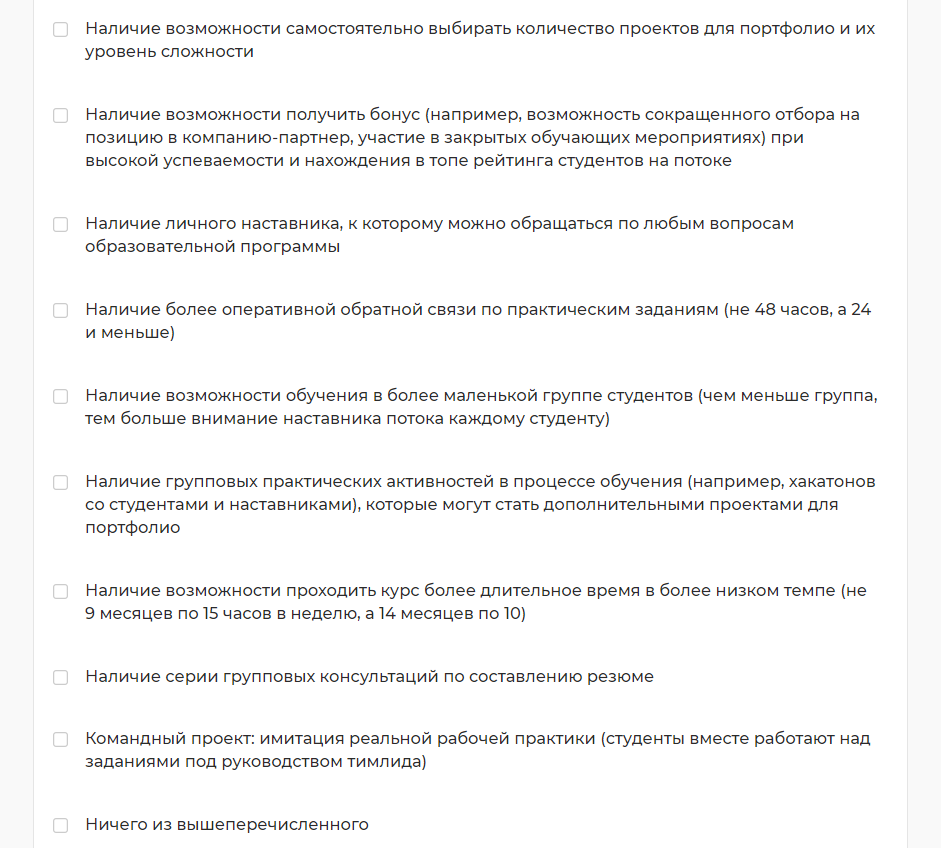 Наличие возможности самостоятельно выбирать количество проектов для портфолио и их
уровень сложности
Наличие возможности получить бонус (например, возможность сокращенного отбора на
позицию в компанию-партнер, участие в закрытых обучающих мероприятиях) при
высокой успеваемости и нахождения в топе рейтинга студентов на потоке
Наличие личного наставника, к которому можно обращаться по любым вопросам
образовательной программы
Наличие более оперативной обратной связи по практическим заданиям (не 48 часов, а 24
и меньше)
Наличие возможности обучения в более маленькой группе студентов (чем меньше группа,
тем больше внимание наставника потока каждому студенту)
Наличие групповых практических активностей в процессе обучения (например, хакатонов
со студентами и наставниками), которые могут стать дополнительными проектами для
портфолио
Наличие возможности проходить курс более длительное время в более низком темпе (не
9 месяцев по 15 часов в неделю, а 14 месяцев по 10)
Наличие серии групповых консультаций по составлению резюме
Командный проект: имитация реальной рабочей практики (студенты вместе работают над
заданиями под руководством тимлида)
Ничего из вышеперечисленного